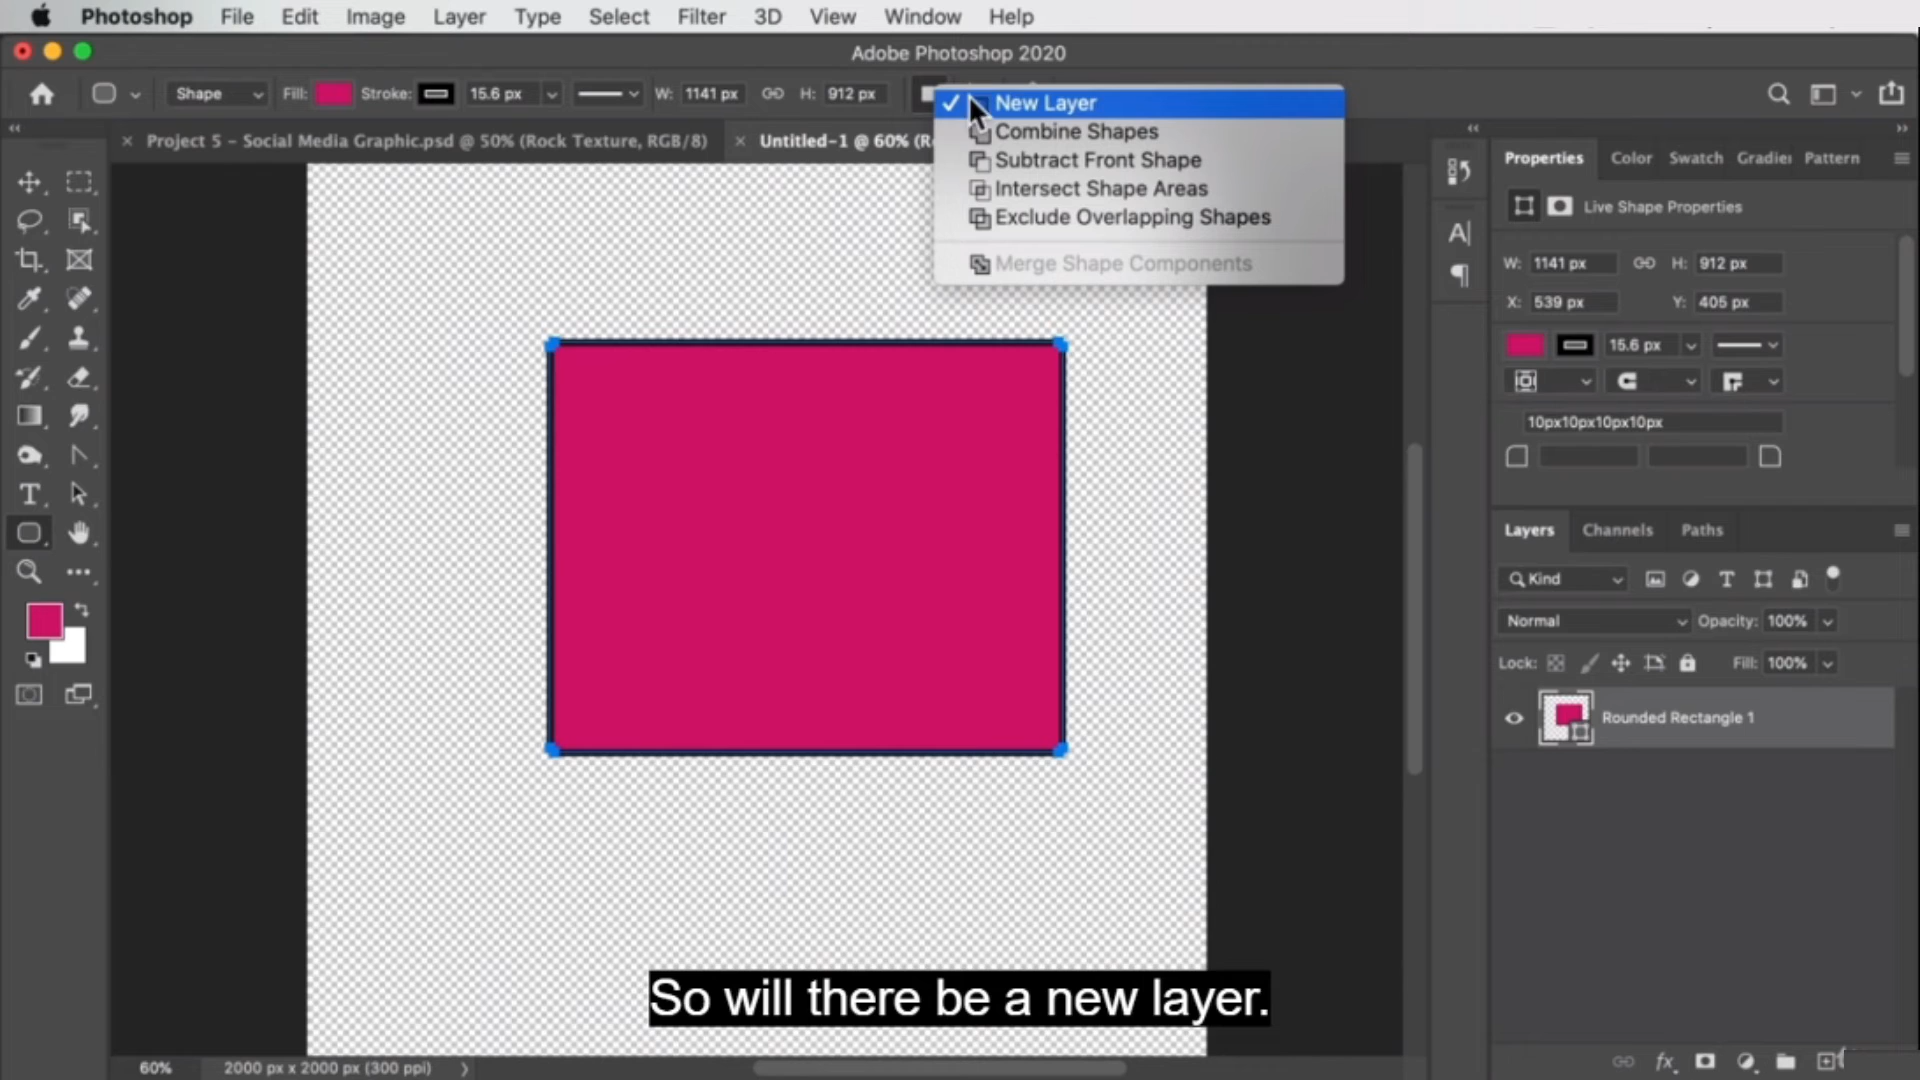 Photoshop File Edit Image Layer Type Select Filter 3D View Window Help
Adobe Photoshop 2020
Shape Fill: Stroke: 15.6 px W: 1141 px H: 912 px
Project 5 - Social Media Graphic.psd @ 50% (Rock Texture, RGB/8) Untitled-1 @ 60% (R
New Layer
Combine Shapes
Subtract Front Shape
Intersect Shape Areas
Exclude Overlapping Shapes
Merge Shape Components
Properties Color Swatch Gradie Pattern
Live Shape Properties
W: 1141 px H: 912 px
X: 539 px Y: 405 px
15.6 px
10px10px10px10px
Layers Channels Paths
Kind
Normal Opacity: 100%
Lock: Fill: 100%
Rounded Rectangle 1
So will there be a new layer.
60% 2000 px x 2000 px (300 ppi)